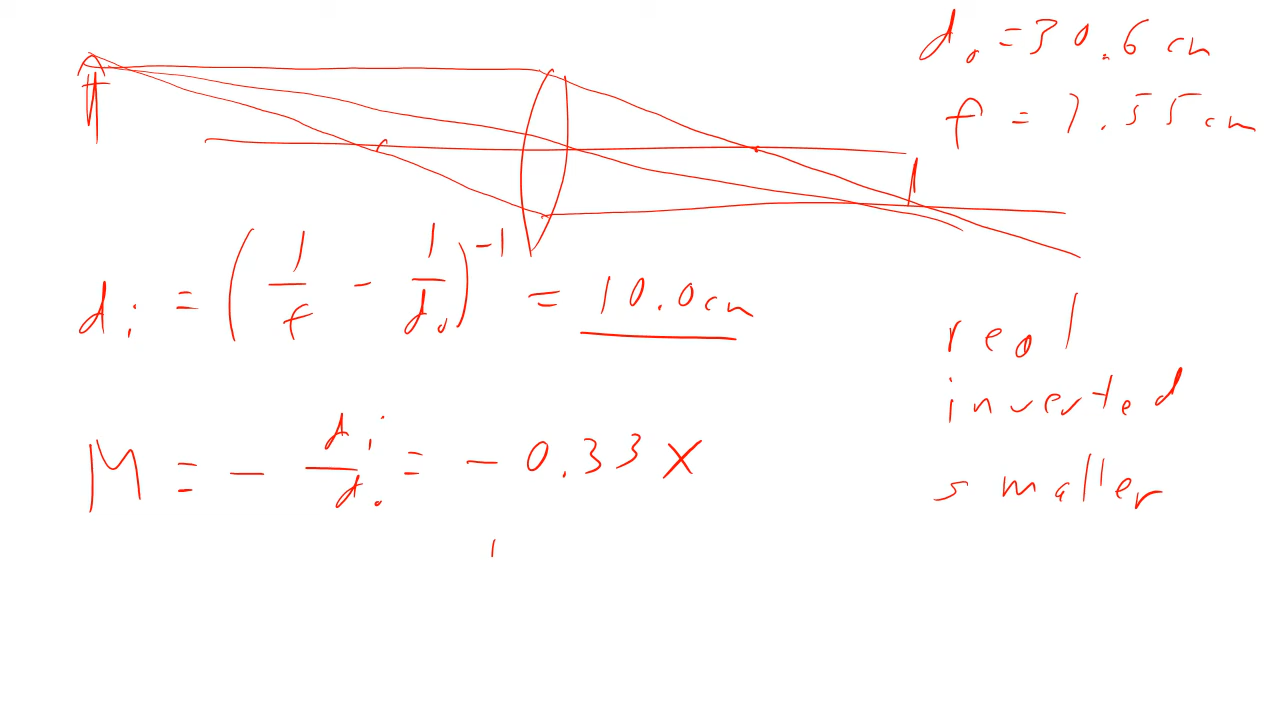 d₀ = 30.6 cm
f = 7.55 cm
dᵢ = (1/f - 1/d₀)⁻¹ = 10.0 cm
real
inverted
smaller
M = - dᵢ/d₀ = - 0.33 X